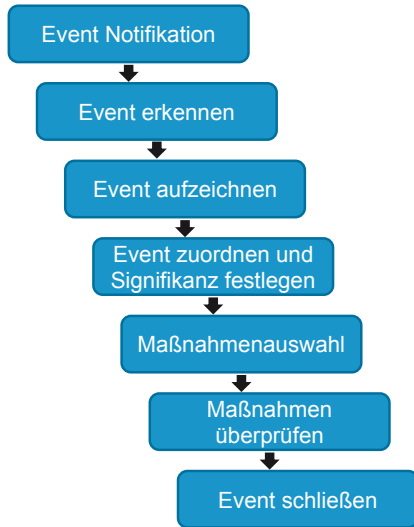 Event Notifikation
Event erkennen
Event aufzeichnen
Event zuordnen und
Signifikanz festlegen
Maßnahmenauswahl
Maßnahmen
überprüfen
Event schließen